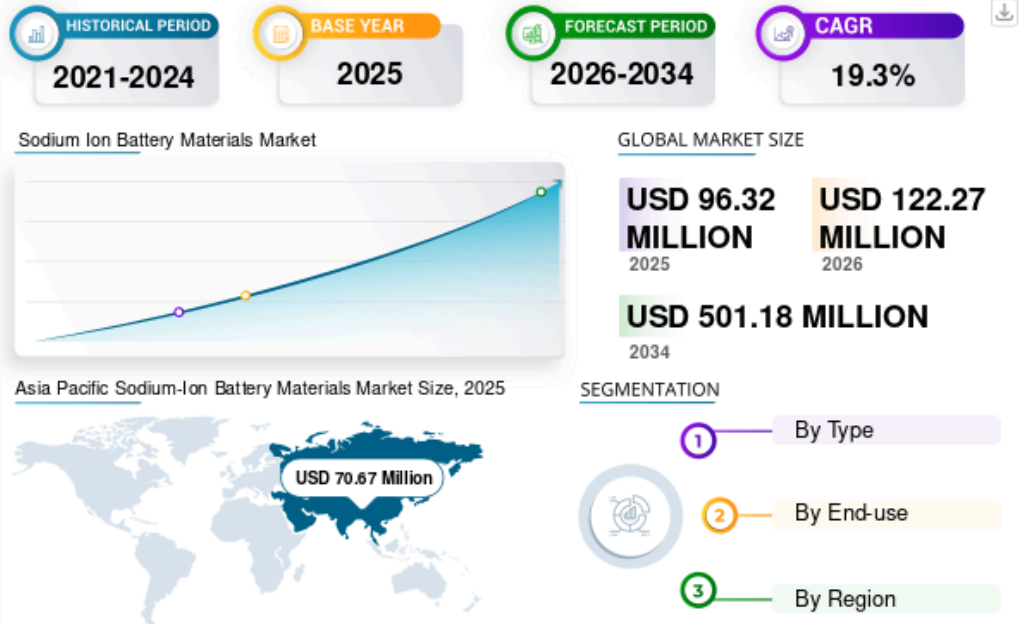 HISTORICAL PERIOD
2021-2024
BASE YEAR
2025
FORECAST PERIOD
2026-2034
CAGR
19.3%
Sodium Ion Battery Materials Market
GLOBAL MARKET SIZE
USD 96.32
MILLION
2025
USD 122.27
MILLION
2026
USD 501.18 MILLION
2034
Asia Pacific Sodium-Ion Battery Materials Market Size, 2025
USD 70.67 Million
SEGMENTATION
1
By Type
2
By End-use
3
By Region